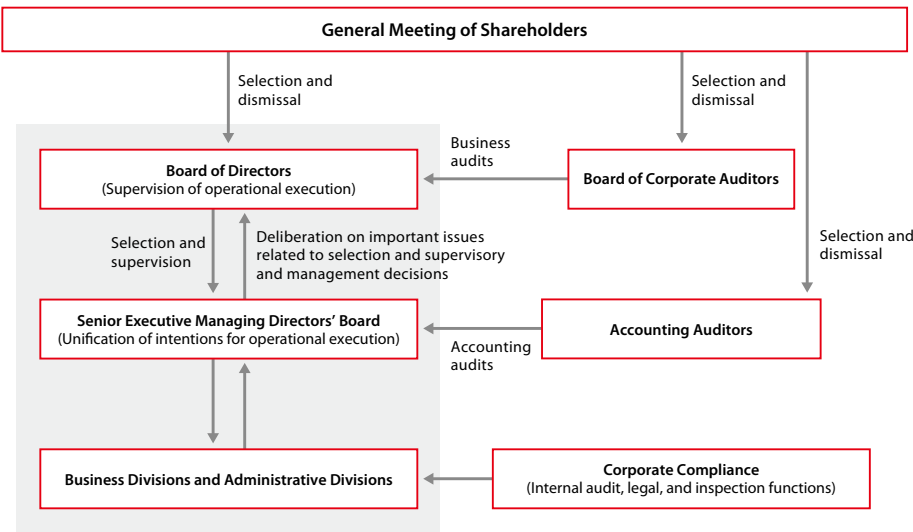 General Meeting of Shareholders
Selection and
dismissal
Selection and
dismissal
Business
audits
Board of Directors
(Supervision of operational execution)
Board of Corporate Auditors
Selection and
supervision
Deliberation on important issues
related to selection and supervisory
and management decisions
Selection and
dismissal
Senior Executive Managing Directors’ Board
(Unification of intentions for operational execution)
Accounting Auditors
Accounting
audits
Business Divisions and Administrative Divisions
Corporate Compliance
(Internal audit, legal, and inspection functions)